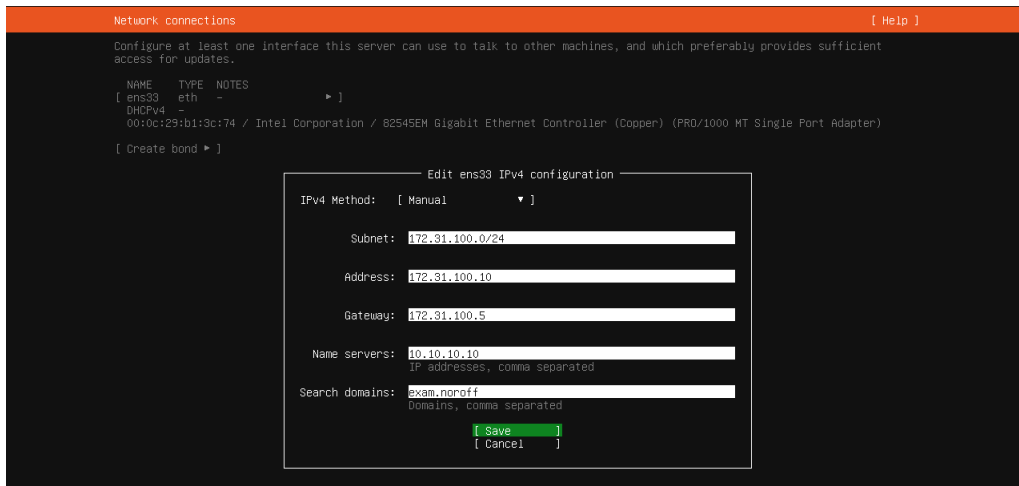 Network connections [ Help ]
Configure at least one interface this server can use to talk to other machines, and which preferably provides sufficient
access for updates.
NAME TYPE NOTES
[ ens33 eth - ▸ ]
DHCPv4 -
00:0c:29:b1:3c:74 / Intel Corporation / 82545EM Gigabit Ethernet Controller (Copper) (PRO/1000 MT Single Port Adapter)
[ Create bond ▸ ]
Edit ens33 IPv4 configuration
IPv4 Method: [ Manual ▾ ]
Subnet: 172.31.100.0/24
Address: 172.31.100.10
Gateway: 172.31.100.5
Name servers: 10.10.10.10
IP addresses, comma separated
Search domains: exam.noroff
Domains, comma separated
[ Save ]
[ Cancel ]